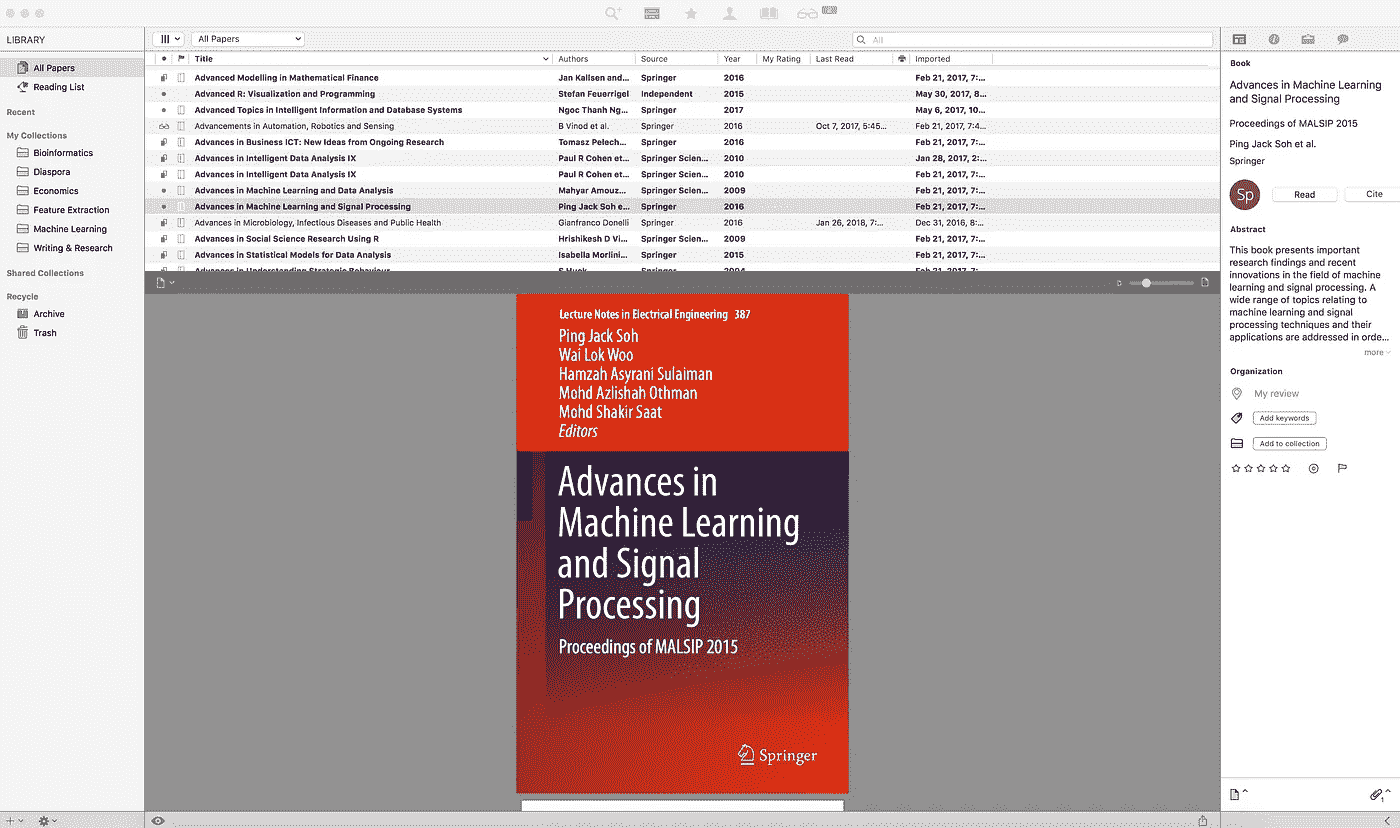 LIBRARY
All Papers
Reading List
Recent
My Collections
Bioinformatics
Diaspora
Economics
Feature Extraction
Machine Learning
Writing & Research
Shared Collections
Recycle
Archive
Trash
All Papers
All
Title Authors Source Year My Rating Last Read Imported
Advanced Modelling in Mathematical Finance Jan Kallsen and... Springer 2016 Feb 21, 2017, 7:...
Advanced R: Visualization and Programming Stefan Feuerrigel Independent 2015 May 30, 2017, 8...
Advanced Topics in Intelligent Information and Database Systems Ngoc Thanh Ng... Springer 2017 May 6, 2017, 10...
Advancements in Automation, Robotics and Sensing B Vinod et al. Springer 2016 Oct 7, 2017, 5:45... Feb 21, 2017, 7:4...
Advances in Business ICT: New Ideas from Ongoing Research Tomasz Pelech... Springer 2016 Feb 21, 2017, 7:...
Advances in Intelligent Data Analysis IX Paul R Cohen et... Springer Scien... 2010 Jan 28, 2017, 2:...
Advances in Intelligent Data Analysis IX Paul R Cohen et... Springer 2010 Feb 21, 2017, 7:...
Advances in Machine Learning and Data Analysis Mahyar Amouz... Springer 2009 Feb 21, 2017, 7:...
Advances in Machine Learning and Signal Processing Ping Jack Soh e... Springer 2016 Feb 21, 2017, 7:...
Advances in Microbiology, Infectious Diseases and Public Health Gianfranco Donelli Springer 2016 Jan 26, 2018, 7:... Dec 31, 2016, 8:...
Advances in Social Science Research Using R Hrishikesh D Vi... Springer Scien... 2009 Feb 21, 2017, 7:...
Advances in Statistical Models for Data Analysis Isabella Morlini... Springer 2015 Feb 21, 2017, 7:...
Advances in Understanding Strategic Behaviour S Huck Springer 2004 Feb 21, 2017, 7:...
Lecture Notes in Electrical Engineering 387
Ping Jack Soh
Wai Lok Woo
Hamzah Asyrani Sulaiman
Mohd Azlishah Othman
Mohd Shakir Saat
Editors
Advances in
Machine Learning
and Signal
Processing
Proceedings of MALSIP 2015
Springer
Book
Advances in Machine Learning
and Signal Processing
Proceedings of MALSIP 2015
Ping Jack Soh et al.
Springer
Sp
Read
Cite
Abstract
This book presents important
research findings and recent
innovations in the field of machine
learning and signal processing. A
wide range of topics relating to
machine learning and signal
processing techniques and their
applications are addressed in orde...
more
Organization
My review
Add keywords
Add to collection
1